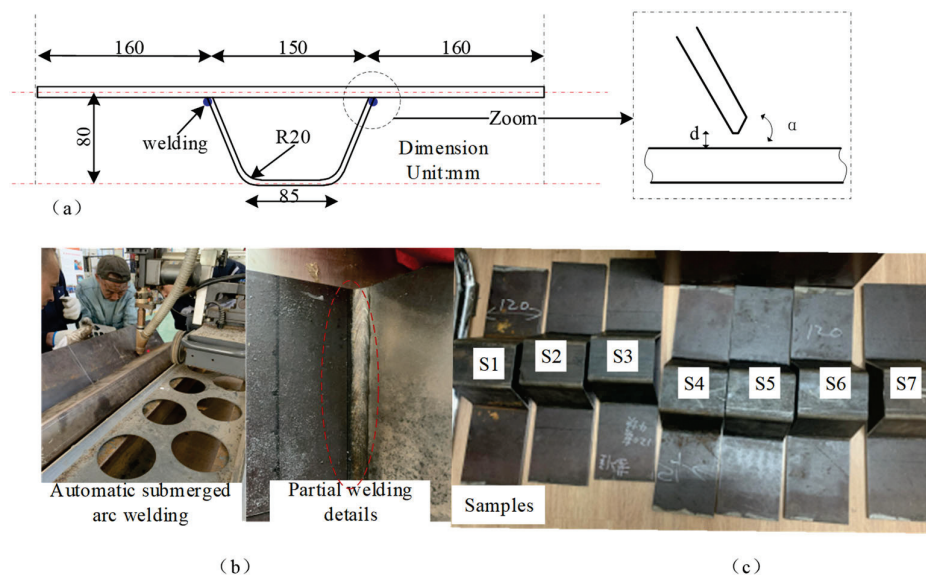 160
150
160
80
welding
R20
85
Dimension
Unit:mm
Zoom
d
α
（a）
Automatic submerged
arc welding
Partial welding
details
120
S1
S2
S3
S4
S5
S6
S7
120
Samples
（b）
（c）